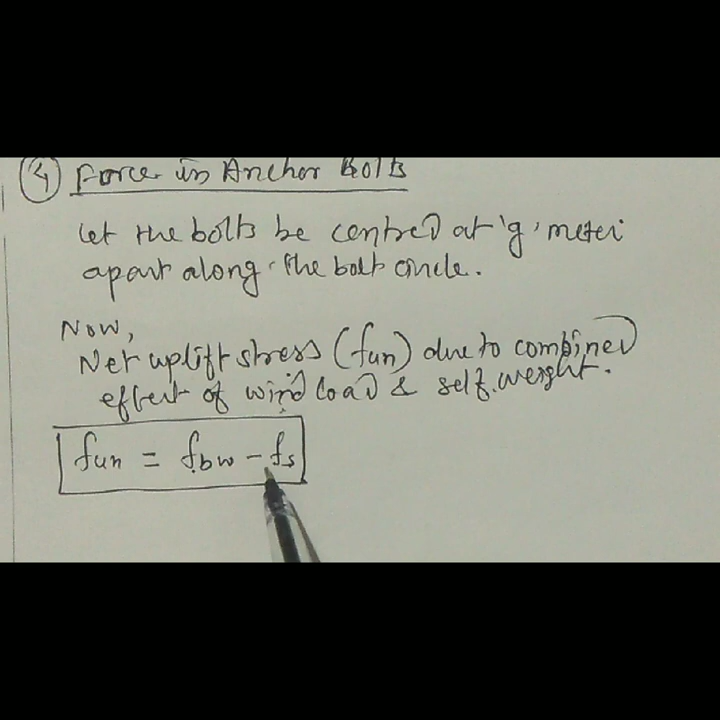 ④ Force in Anchor Bolts
Let the bolts be centred at 'g' meter
apart along the bolt circle.
Now,
Net uplift stress (fun) due to combined
effect of wind load & self.weight.
fun = fbw - fs